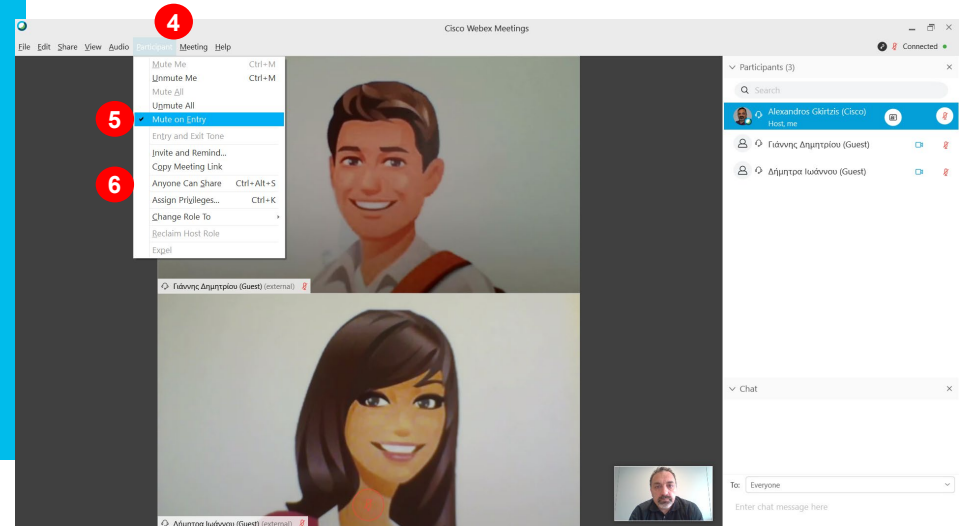 4
Cisco Webex Meetings
File Edit Share View Audio Participant Meeting Help
Connected
Mute Me Ctrl+M
Unmute Me Ctrl+M
Mute All
Unmute All
5
Mute on Entry
Entry and Exit Tone
Invite and Remind...
Copy Meeting Link
6
Anyone Can Share Ctrl+Alt+S
Assign Privileges... Ctrl+K
Change Role To
Reclaim Host Role
Expel
Γιάννης Δημητρίου (Guest) (external)
Δήμητρα Ιωάννου (Guest) (external)
Participants (3)
Search
Alexandros Gkirtzis (Cisco)
Host, me
Γιάννης Δημητρίου (Guest)
Δήμητρα Ιωάννου (Guest)
Chat
To: Everyone
Enter chat message here